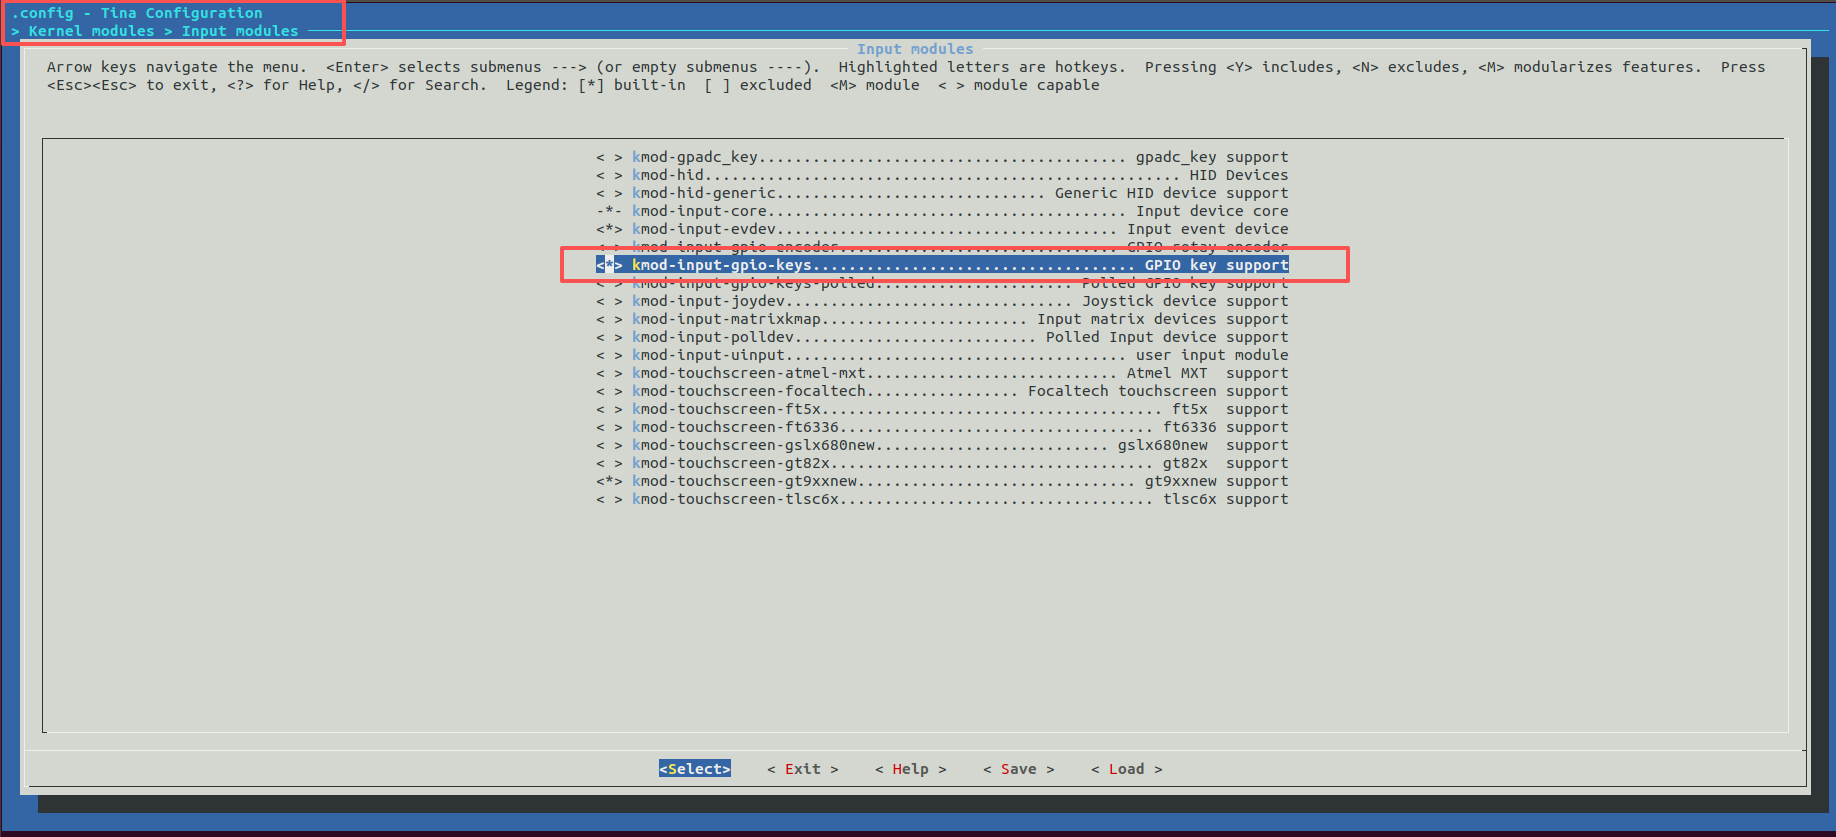 .config - Tina Configuration
> Kernel modules > Input modules
Input modules
Arrow keys navigate the menu.  <Enter> selects submenus ---> (or empty submenus ----).  Highlighted letters are hotkeys.  Pressing <Y> includes, <N> excludes, <M> modularizes features.  Press
<Esc><Esc> to exit, <?> for Help, </> for Search.  Legend: [*] built-in  [ ] excluded  <M> module  < > module capable
< > kmod-gpadc_key......................................... gpadc_key support
< > kmod-hid..................................................... HID Devices
< > kmod-hid-generic.............................. Generic HID device support
-*- kmod-input-core........................................ Input device core
<*> kmod-input-evdev...................................... Input event device
< > kmod-input-gpio-encoder............................... GPIO rotay encoder
<*> kmod-input-gpio-keys.................................... GPIO key support
< > kmod-input-gpio-keys-polled...................... Polled GPIO key support
< > kmod-input-joydev................................ Joystick device support
< > kmod-input-matrixkmap....................... Input matrix devices support
< > kmod-input-polldev........................... Polled Input device support
< > kmod-input-uinput...................................... user input module
< > kmod-touchscreen-atmel-mxt............................ Atmel MXT  support
< > kmod-touchscreen-focaltech................. Focaltech touchscreen support
< > kmod-touchscreen-ft5x...................................... ft5x  support
< > kmod-touchscreen-ft6336................................... ft6336 support
< > kmod-touchscreen-gslx680new.......................... gslx680new  support
< > kmod-touchscreen-gt82x.................................... gt82x  support
<*> kmod-touchscreen-gt9xxnew............................... gt9xxnew support
< > kmod-touchscreen-tlsc6x................................... tlsc6x support
<Select>    < Exit >    < Help >    < Save >    < Load >